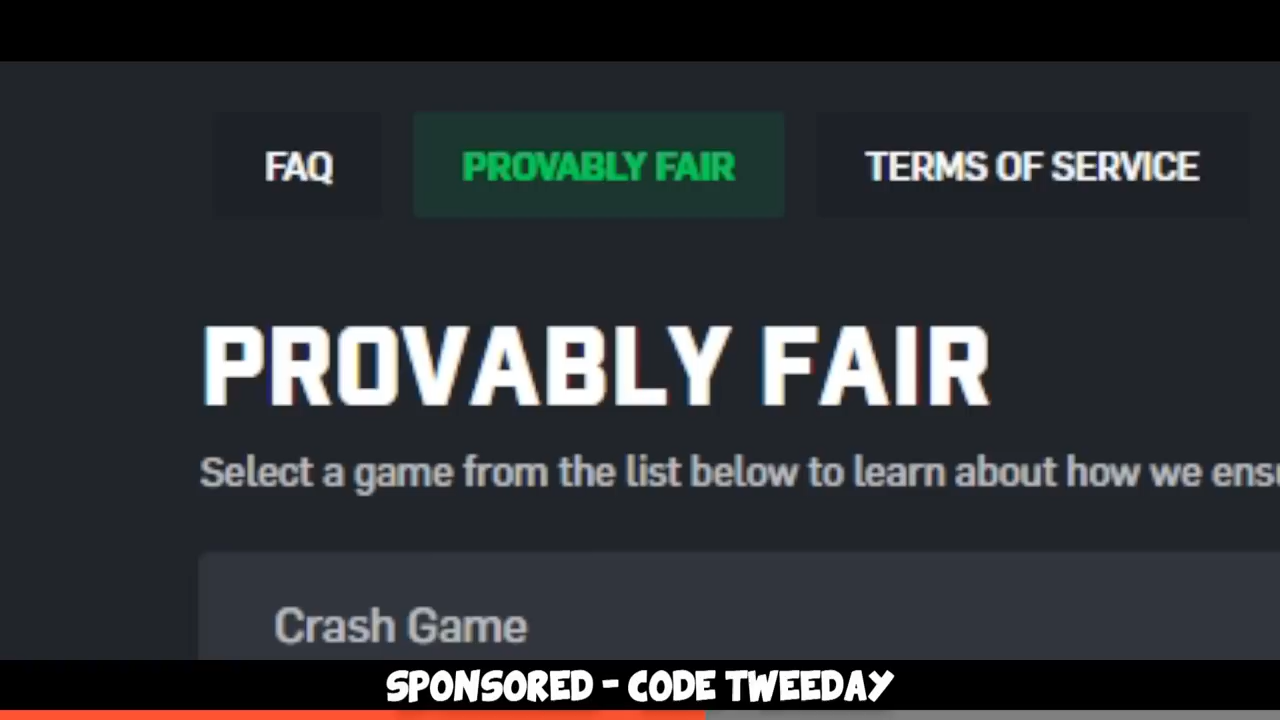 FAQ PROVABLY FAIR TERMS OF SERVICE
PROVABLY FAIR
Select a game from the list below to learn about how we
Crash Game
SPONSORED - CODE TWEEDAY